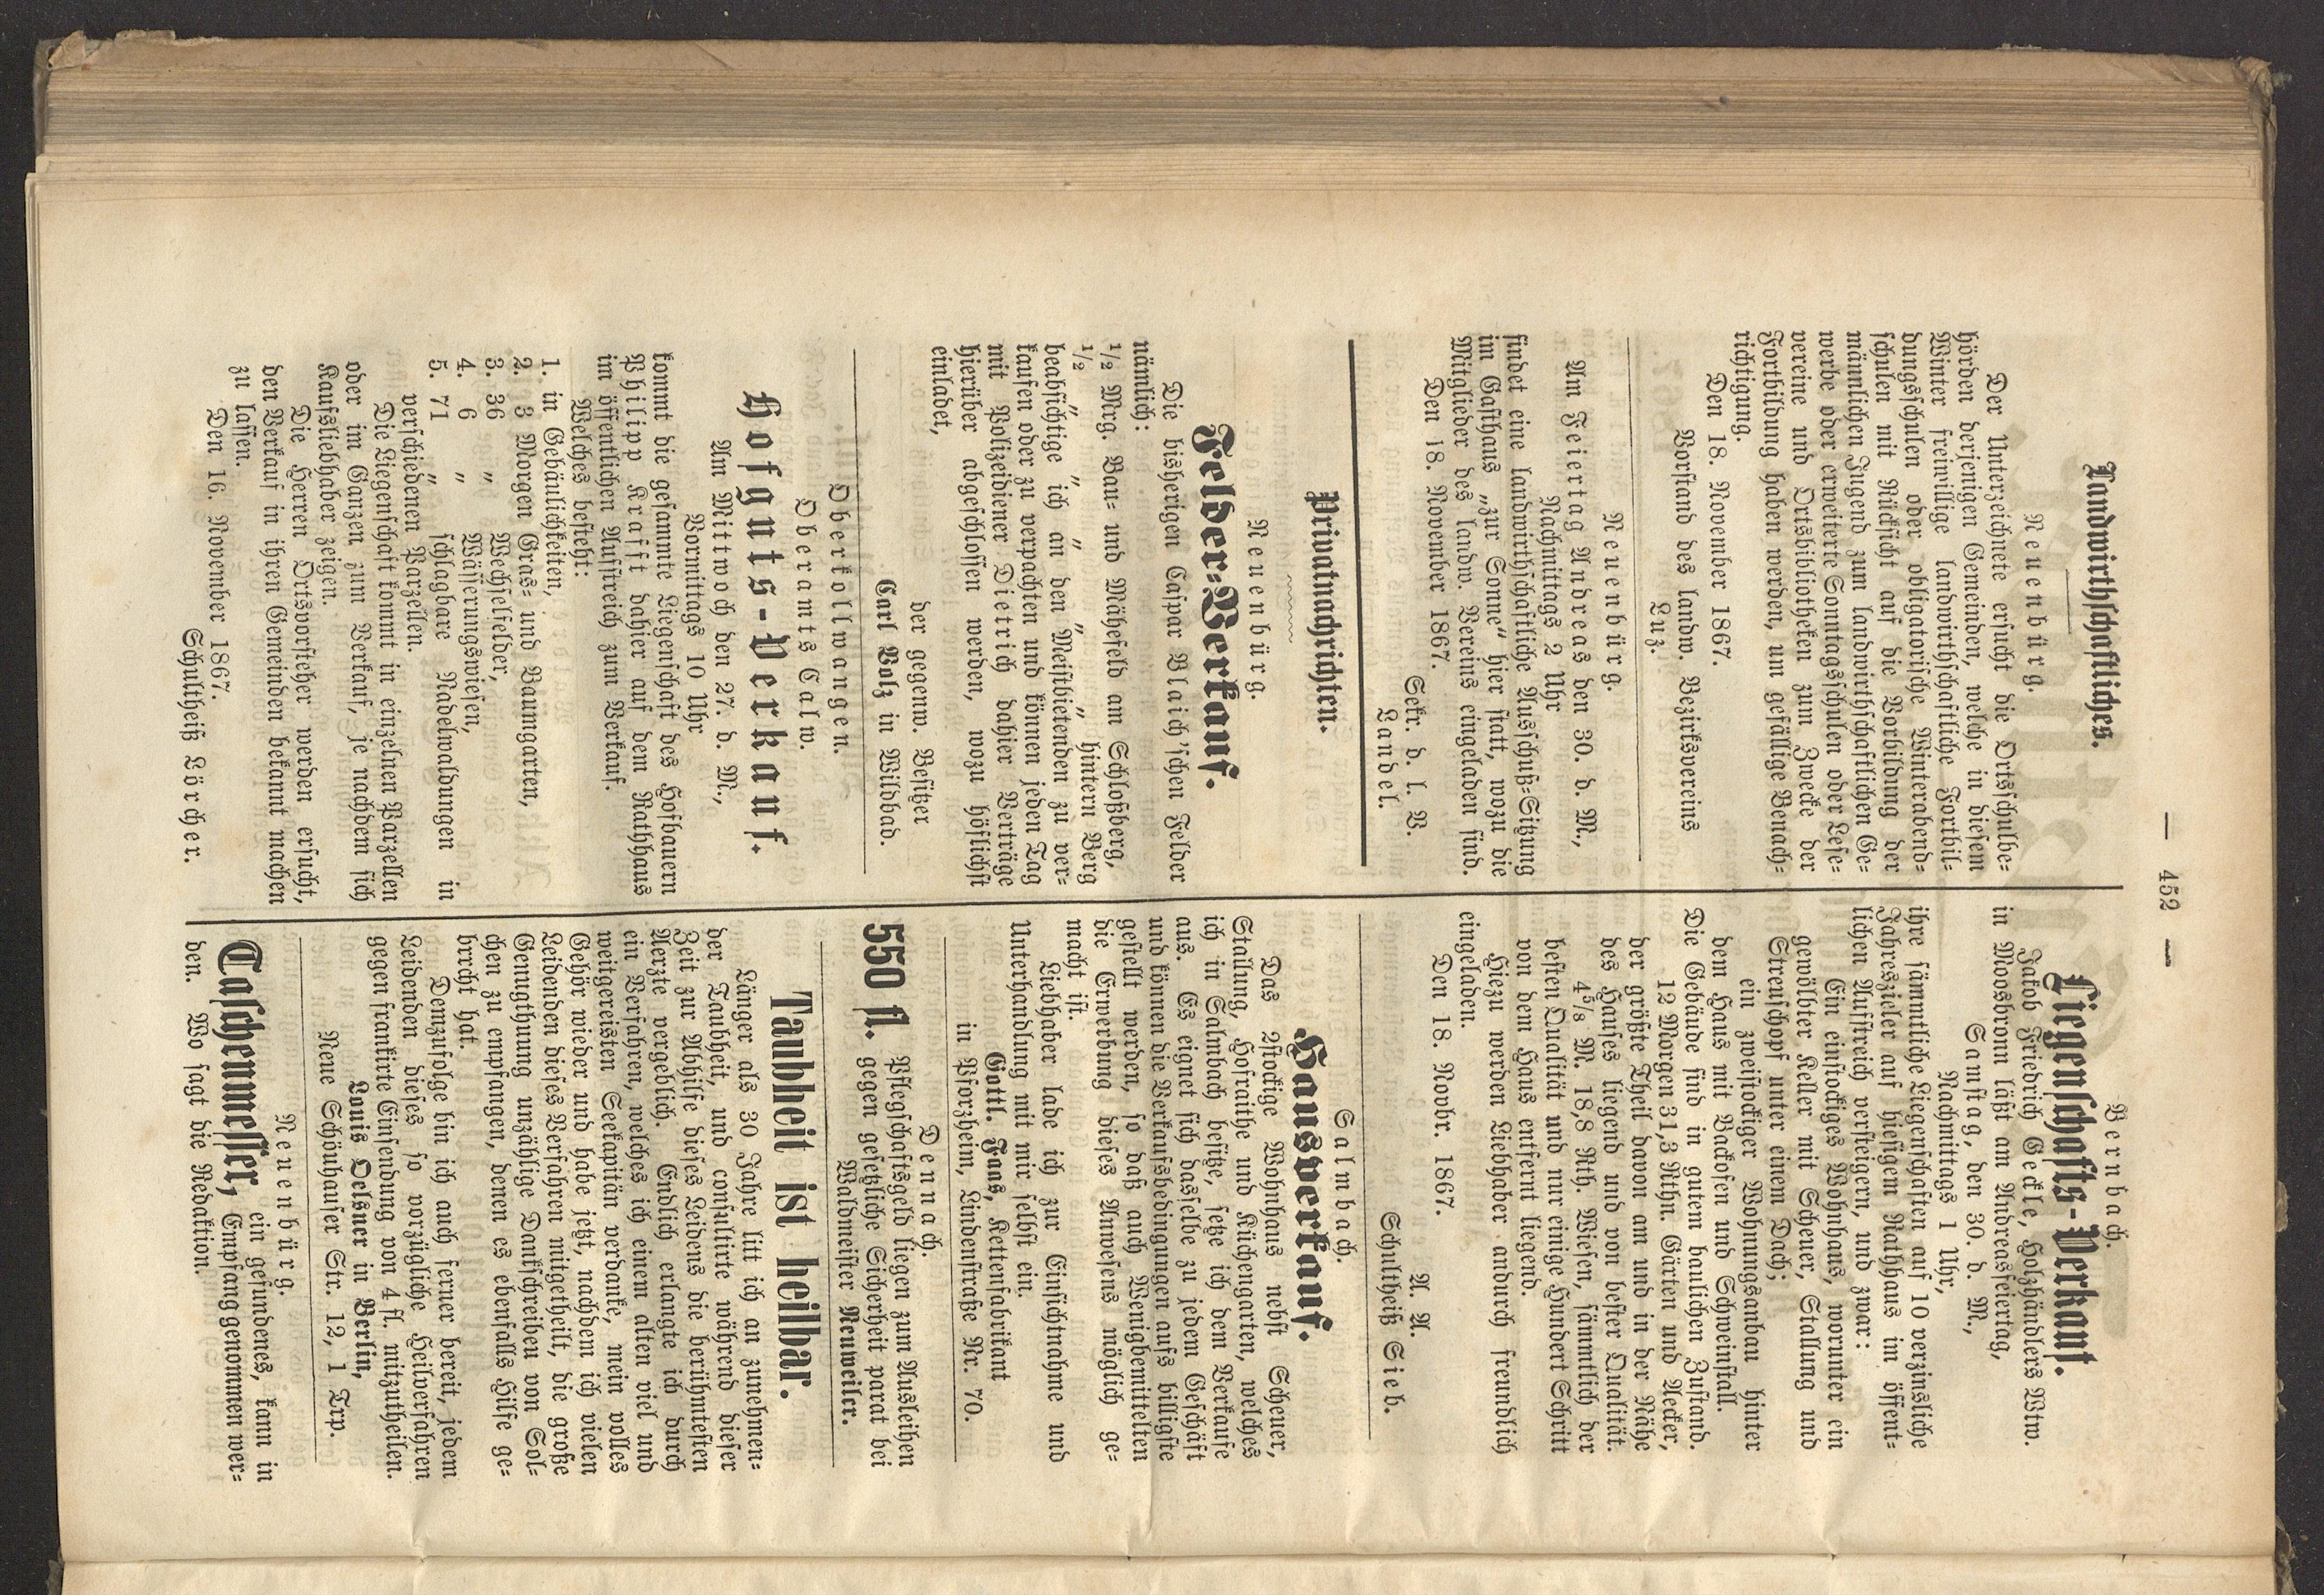 — 452 —
Landwirthschaftliches.
Neuenbürg.
Der Unterzeichnete ersucht die Ortsschulbe-
hörden derjenigen Gemeinden, welche in diesem
Winter freiwillige landwirthschaftliche Fortbil-
dungsschulen oder obligatorische Winterabend-
schulen mit Rücksicht auf die Vorbildung der
männlichen Jugend zum landwirthschaftlichen Ge-
werbe oder erweiterte Sonntagsschulen oder Lese-
vereine und Ortsbibliotheken zum Zwecke der
Fortbildung haben werden, um gefällige Benach-
richtigung.
Den 18. November 1867.
Vorstand des landw. Bezirksvereins
Luz.
Neuenbürg.
Am Feiertag Andreas den 30. d. M.,
Nachmittags 2 Uhr
findet eine landwirthschaftliche Ausschuß-Sitzung
im Gasthaus „zur Sonne“ hier statt, wozu die
Mitglieder des landw. Vereins eingeladen sind.
Den 18. November 1867.
Sekr. d. l. V.
Landel.
Privatnachrichten.
Neuenbürg.
Felder-Verkauf.
Die bisherigen Caspar Blaich'schen Felder
nämlich:
1/2 Mrg. Bau- und Mähefeld am Schloßberg,
1/2 „ „ „ „ „ hintern Berg
beabsichtige ich an den Meistbietenden zu ver-
kaufen oder zu verpachten und können jeden Tag
mit Polizeidiener Dietrich dahier Verträge
hierüber abgeschlossen werden, wozu höflichst
einladet,
der gegenw. Besitzer
Carl Volz in Wildbad.
Oberkollwangen.
Oberamts Calw.
Hofguts-Verkauf.
Am Mittwoch den 27. d. M.,
Vormittags 10 Uhr
kommt die gesammte Liegenschaft des Hofbauern
Philipp Krafft dahier auf dem Rathhaus
im öffentlichen Aufstreich zum Verkauf.
Welches besteht:
1. in Gebäulichkeiten,
2. 3 Morgen Gras- und Baumgarten,
3. 36 „ Wechselfelder,
4. 6 „ Wässerungswiesen,
5. 71 „ schlagbare Nadelwaldungen in
verschiedenen Parzellen.
Die Liegenschaft kommt in einzelnen Parzellen
oder im Ganzen zum Verkauf, je nachdem sich
Kaufsliebhaber zeigen.
Die Herren Ortsvorsteher werden ersucht,
den Verkauf in ihren Gemeinden bekannt machen
zu lassen.
Den 16. November 1867.
Schultheiß Lörcher.
Bernbach.
Liegenschafts-Verkauf.
Jakob Friedrich Geckle, Holzhändlers Wtw.
in Moosbronn läßt am Andreasfeiertag,
Samstag, den 30. d. M.,
Nachmittags 1 Uhr,
ihre sämmtliche Liegenschaften auf 10 verzinsliche
Jahreszieler auf hiesigem Rathhaus im öffent-
lichen Aufstreich versteigern, und zwar:
Ein einstockiges Wohnhaus, worunter ein
gewölbter Keller mit Scheuer, Stallung und
Streuschopf unter einem Dach;
ein zweistockiger Wohnungsanbau hinter
dem Haus mit Backofen und Schweinstall.
Die Gebäude sind in gutem baulichen Zustand.
12 Morgen 31,3 Rthn. Gärten und Aecker,
der größte Theil davon am und in der Nähe
des Hauses liegend und von bester Qualität.
4 5/8 M. 18,8 Rth. Wiesen, sämmtlich der
besten Qualität und nur einige Hundert Schritt
von dem Haus entfernt liegend.
Hiezu werden Liebhaber andurch freundlich
eingeladen.
Den 18. Novbr. 1867.
A. A.
Schultheiß Sieb.
Salmbach.
Hausverkauf.
Das 2stockige Wohnhaus nebst Scheuer,
Stallung, Hofraithe und Küchengarten, welches
ich in Salmbach besitze, setze ich dem Verkaufe
aus. Es eignet sich dasselbe zu jedem Geschäft
und können die Verkaufsbedingungen aufs billigste
gestellt werden, so daß auch Wenigbemittelten
die Erwerbung dieses Anwesens möglich ge-
macht ist.
Liebhaber lade ich zur Einsichtnahme und
Unterhandlung mit mir selbst ein.
Gottl. Faas, Kettenfabrikant
in Pforzheim, Lindenstraße Nr. 70.
Dennach.
550 fl. Pflegschaftsgeld liegen zum Ausleihen
gegen gesetzliche Sicherheit parat bei
Waldmeister Neuweiler.
Taubheit ist heilbar.
Länger als 30 Jahre litt ich an zunehmen-
der Taubheit, und consultirte während dieser
Zeit zur Abhilfe dieses Leidens die berühmtesten
Aerzte vergeblich. Endlich erlangte ich durch
ein Verfahren, welches ich einem alten viel und
weitgereisten Seekapitän verdanke, mein volles
Gehör wieder und habe jetzt, nachdem ich vielen
Leidenden dieses Verfahren mitgetheilt, die große
Genugthuung unzählige Dankschreiben von Sol-
chen zu empfangen, denen es ebenfalls Hilfe ge-
bracht hat.
Demzufolge bin ich auch ferner bereit, jedem
Leidenden dieses so vorzügliche Heilverfahren
gegen frankirte Einsendung von 4 fl. mitzutheilen.
Louis Oelsner in Berlin,
Neue Schönhauser Str. 12, 1 Trp.
Neuenbürg.
Taschenmesser, ein gefundenes, kann in
Empfang genommen wer-
den. Wo sagt die Redaktion.